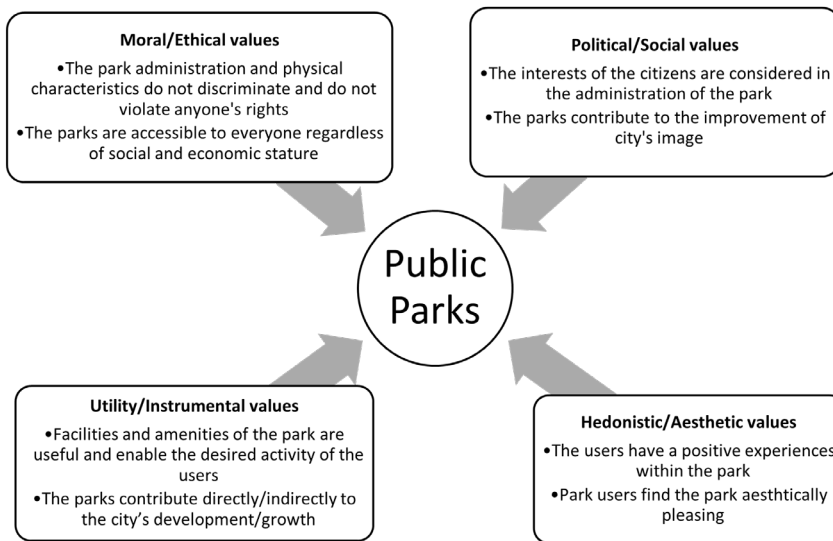 Moral/Ethical values
•The park administration and physical
characteristics do not discriminate and do not
violate anyone's rights
•The parks are accessible to everyone regardless
of social and economic stature
Political/Social values
•The interests of the citizens are considered in
the administration of the park
•The parks contribute to the improvement of
city's image
Public
Parks
Utility/Instrumental values
•Facilities and amenities of the park are
useful and enable the desired activity of the
users
•The parks contribute directly/indirectly to
the city’s development/growth
Hedonistic/Aesthetic values
•The users have a positive experiences
within the park
•Park users find the park aesthtically
pleasing